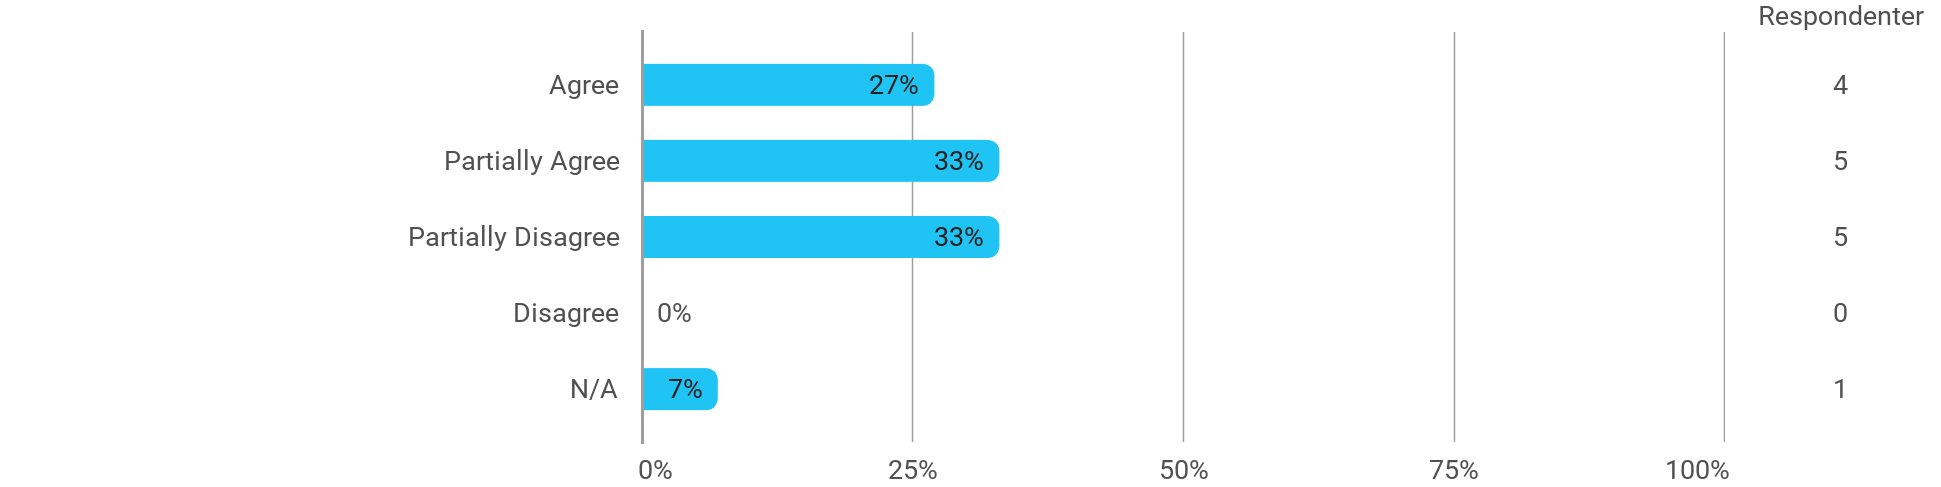 Respondenter
Agree 27% 4
Partially Agree 33% 5
Partially Disagree 33% 5
Disagree 0% 0
N/A 7% 1
0% 25% 50% 75% 100%